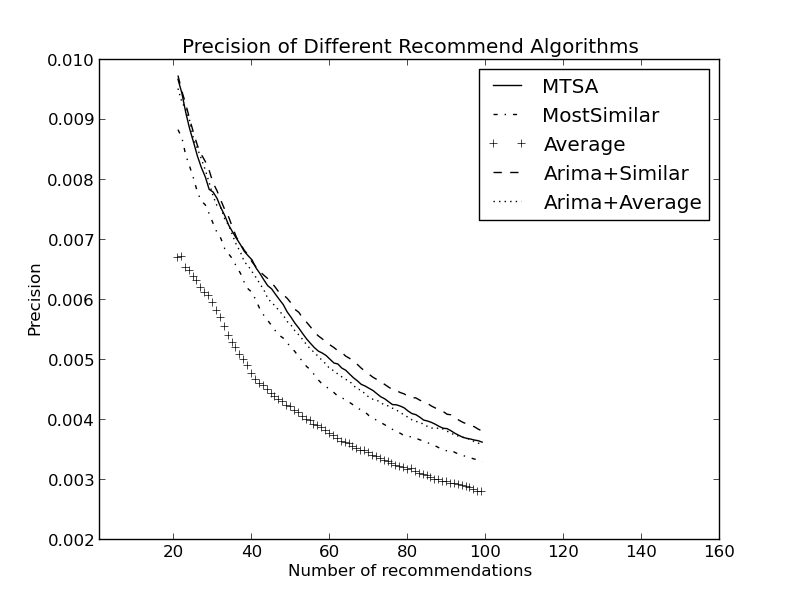 Precision of Different Recommend Algorithms
0.010
0.009
0.008
0.007
0.006
0.005
0.004
0.003
0.002
Precision
MTSA
MostSimilar
Average
Arima+Similar
Arima+Average
20 40 60 80 100 120 140 160
Number of recommendations